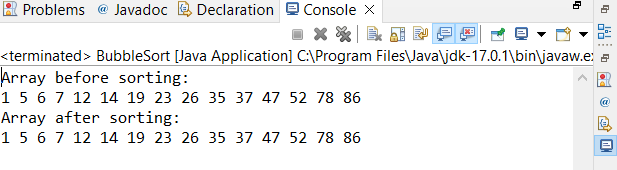 Problems @ Javadoc Declaration Console
<terminated> BubbleSort [Java Application] C:\Program Files\Java\jdk-17.0.1\bin\javaw.ex
Array before sorting:
1 5 6 7 12 14 19 23 26 35 37 47 52 78 86
Array after sorting:
1 5 6 7 12 14 19 23 26 35 37 47 52 78 86